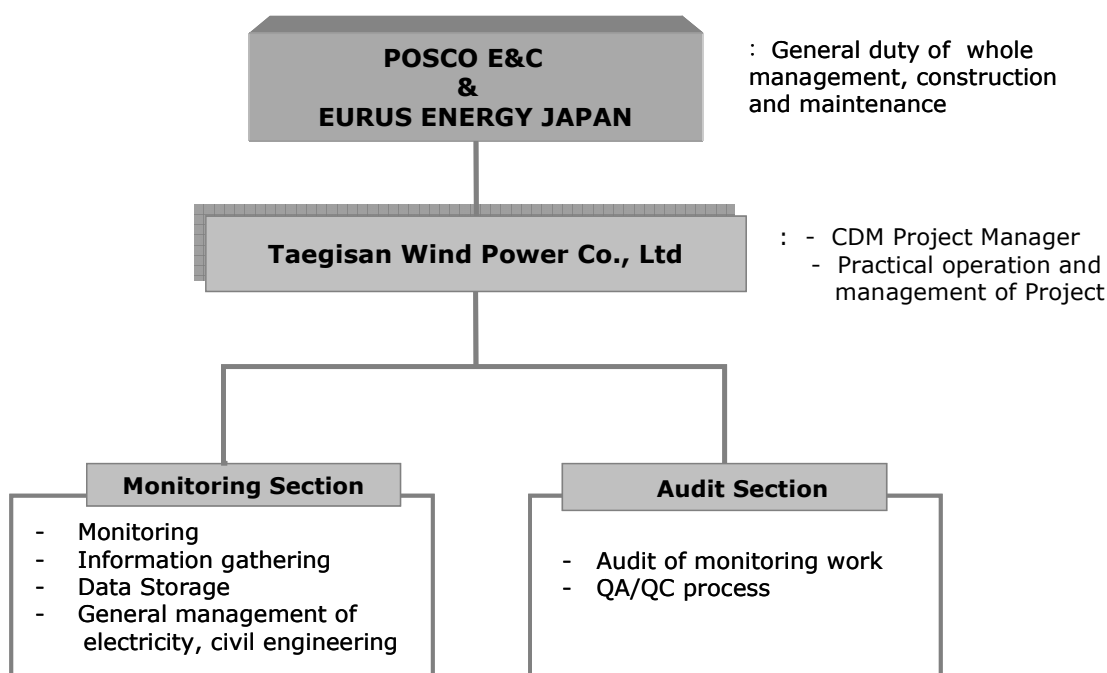 POSCO E&C
&
EURUS ENERGY JAPAN
: General duty of whole
management, construction
and maintenance
Taegisan Wind Power Co., Ltd
: - CDM Project Manager
- Practical operation and
management of Project
Monitoring Section
- Monitoring
- Information gathering
- Data Storage
- General management of
electricity, civil engineering
Audit Section
- Audit of monitoring work
- QA/QC process